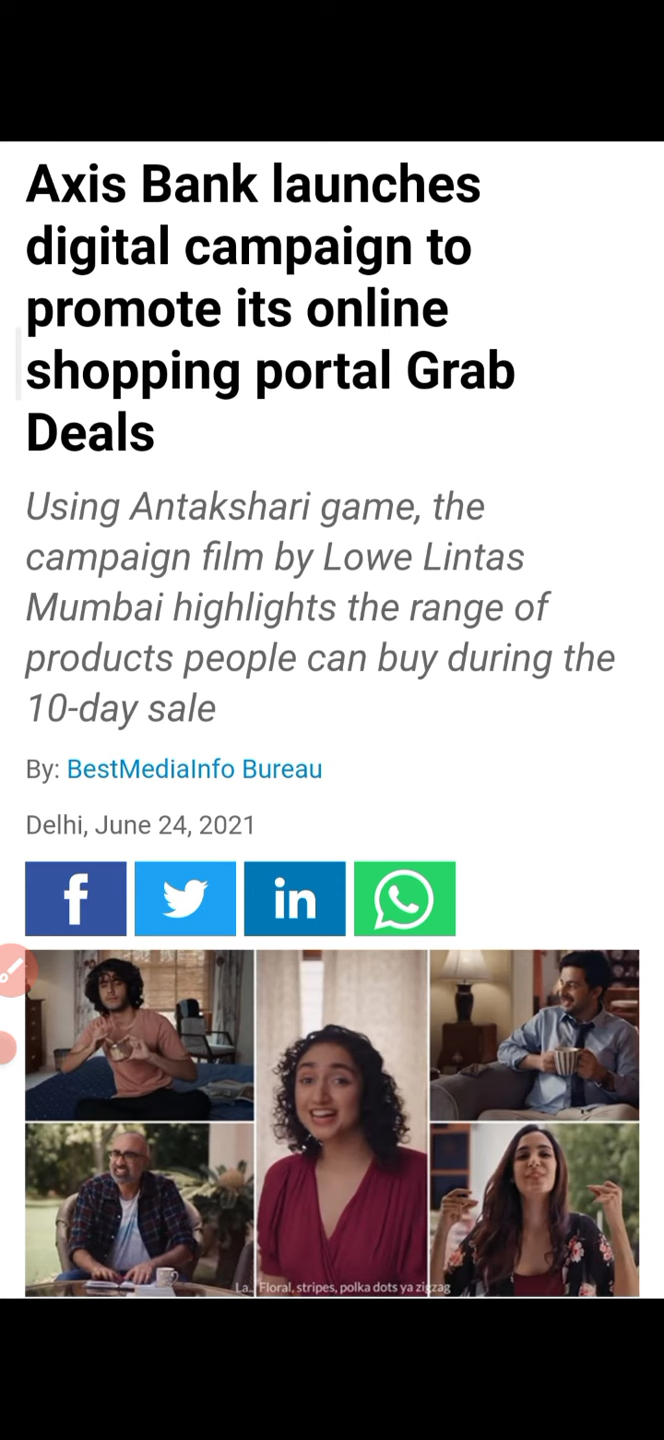 Axis Bank launches
digital campaign to
promote its online
shopping portal Grab
Deals
Using Antakshari game, the
campaign film by Lowe Lintas
Mumbai highlights the range of
products people can buy during the
10-day sale
By: BestMediaInfo Bureau
Delhi, June 24, 2021
f in
La.. Floral, stripes, polka dots ya zigzag